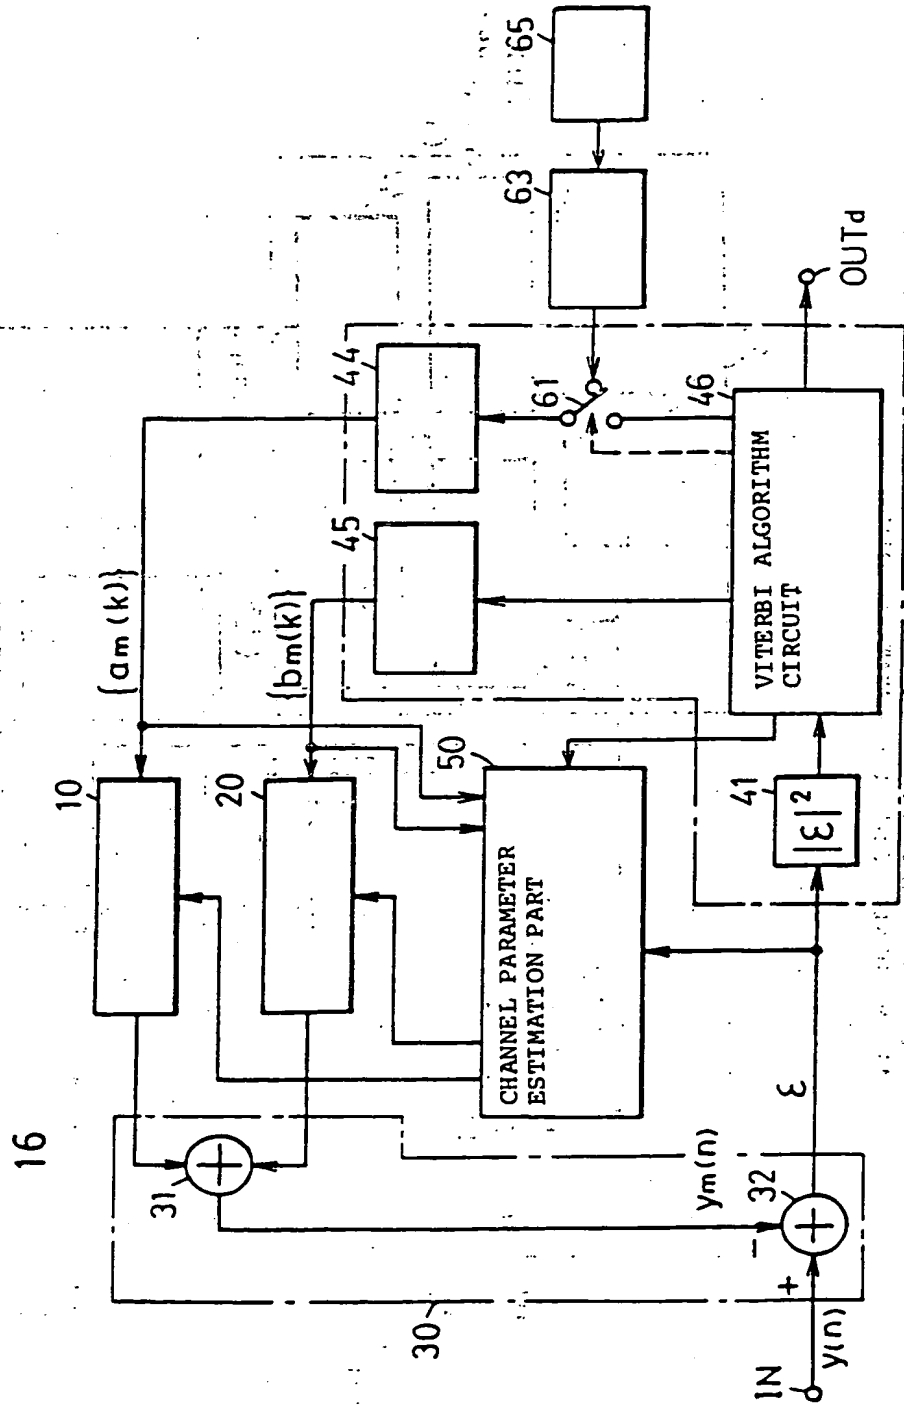 16
10
{am(k)}
44
65
63
20
{bm(k)}
45
61
31
50
CHANNEL PARAMETER
ESTIMATION PART
46
VITERBI ALGORITHM
CIRCUIT
OUTd
30
ym(n)
32
−
+
IN
y(n)
ε
41
|ε|²